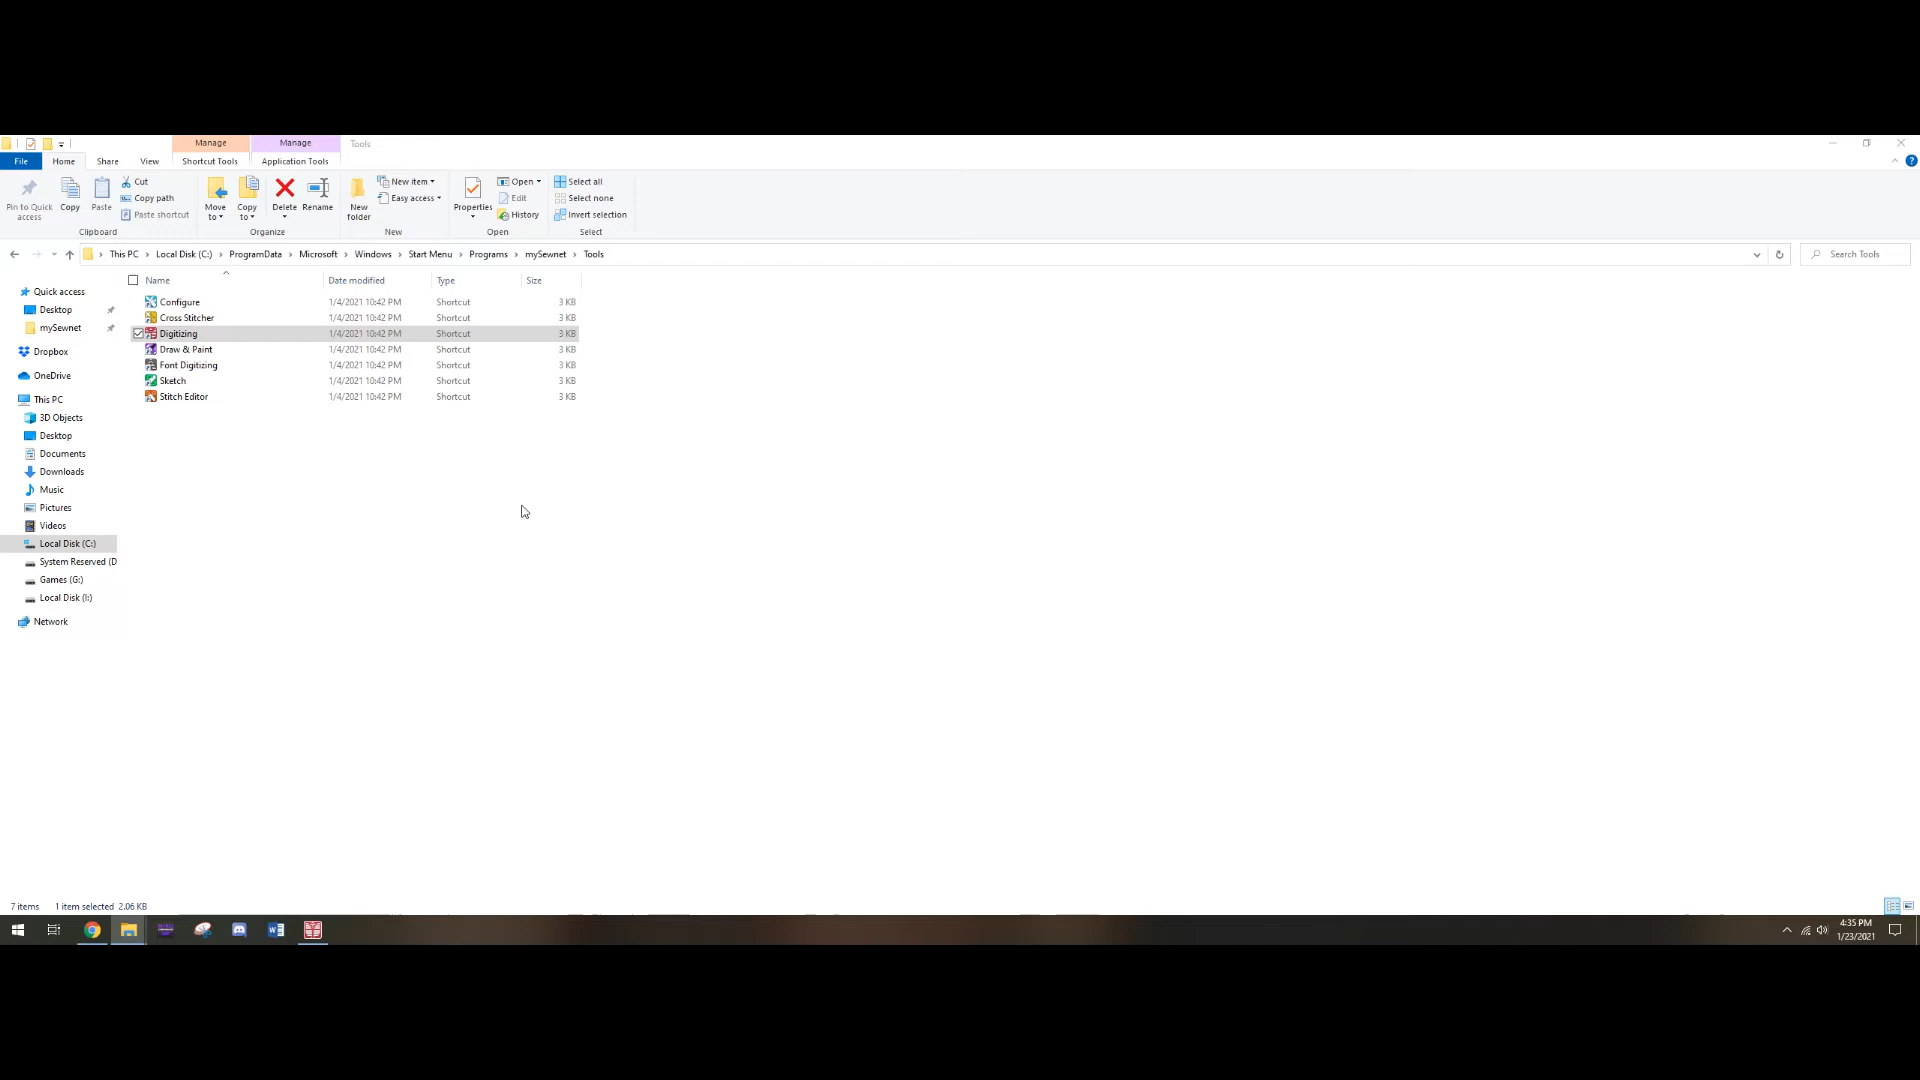 Manage
Manage
Tools
File
Home
Share
View
Shortcut Tools
Application Tools
Pin to Quick access
Copy
Paste
Cut
Copy path
Paste shortcut
Clipboard
Move to
Copy to
Delete
Rename
Organize
New folder
New item
Easy access
New
Properties
Open
Edit
History
Open
Select all
Select none
Invert selection
Select
This PC > Local Disk (C:) > ProgramData > Microsoft > Windows > Start Menu > Programs > mySewnet > Tools
Search Tools
Name Date modified Type Size
Configure 1/4/2021 10:42 PM Shortcut 3 KB
Cross Stitcher 1/4/2021 10:42 PM Shortcut 3 KB
Digitizing 1/4/2021 10:42 PM Shortcut 3 KB
Draw & Paint 1/4/2021 10:42 PM Shortcut 3 KB
Font Digitizing 1/4/2021 10:42 PM Shortcut 3 KB
Sketch 1/4/2021 10:42 PM Shortcut 3 KB
Stitch Editor 1/4/2021 10:42 PM Shortcut 3 KB
Quick access
Desktop
mySewnet
Dropbox
OneDrive
This PC
3D Objects
Desktop
Documents
Downloads
Music
Pictures
Videos
Local Disk (C:)
System Reserved (D
Games (G:)
Local Disk (I:)
Network
7 items 1 item selected 2.06 KB
4:35 PM
1/23/2021